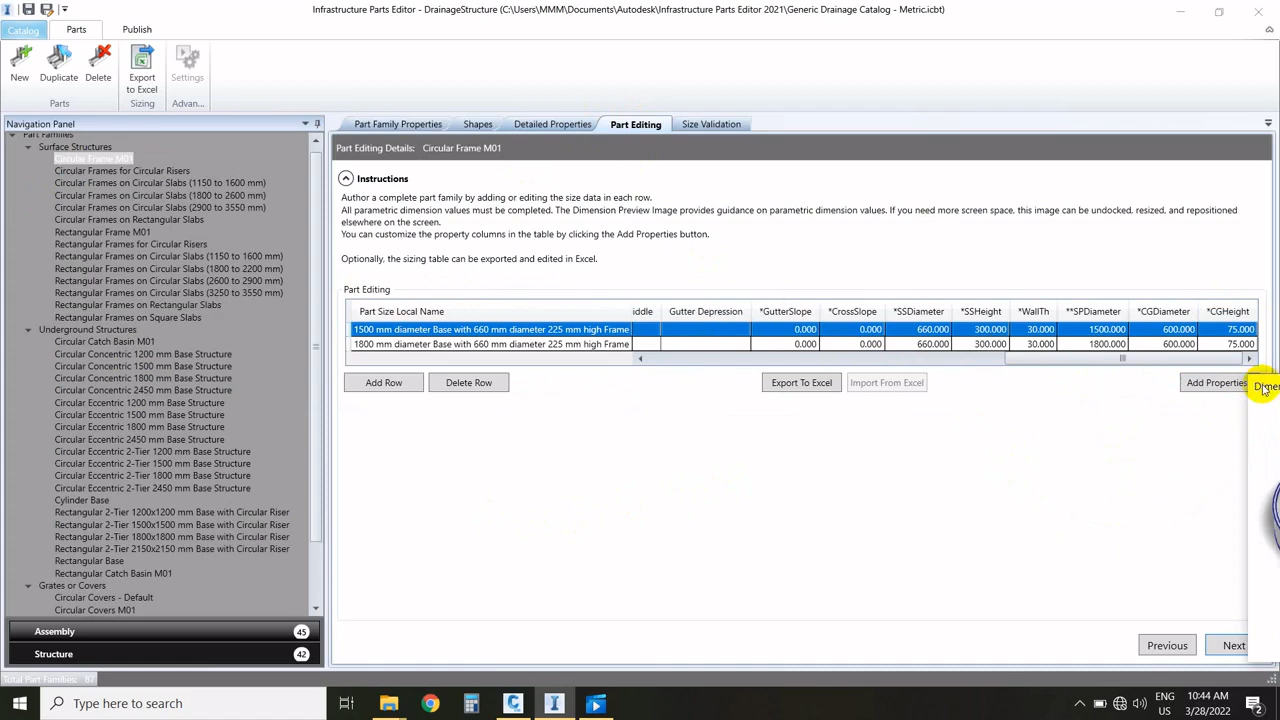 Infrastructure Parts Editor - DrainageStructure (C:\Users\MMM\Documents\Autodesk\Infrastructure Parts Editor 2021\Generic Drainage Catalog - Metric.icbt)
Catalog Parts Publish
New Duplicate Delete Export to Excel Settings
Parts Sizing Advan...
Navigation Panel
Part Families
Surface Structures
Circular Frame M01
Circular Frames for Circular Risers
Circular Frames on Circular Slabs (1150 to 1600 mm)
Circular Frames on Circular Slabs (1800 to 2600 mm)
Circular Frames on Circular Slabs (2900 to 3550 mm)
Circular Frames on Rectangular Slabs
Rectangular Frame M01
Rectangular Frames for Circular Risers
Rectangular Frames on Circular Slabs (1150 to 1600 mm)
Rectangular Frames on Circular Slabs (1800 to 2200 mm)
Rectangular Frames on Circular Slabs (2600 to 2900 mm)
Rectangular Frames on Circular Slabs (3250 to 3550 mm)
Rectangular Frames on Rectangular Slabs
Rectangular Frames on Square Slabs
Underground Structures
Circular Catch Basin M01
Circular Concentric 1200 mm Base Structure
Circular Concentric 1500 mm Base Structure
Circular Concentric 1800 mm Base Structure
Circular Concentric 2450 mm Base Structure
Circular Eccentric 1200 mm Base Structure
Circular Eccentric 1500 mm Base Structure
Circular Eccentric 1800 mm Base Structure
Circular Eccentric 2450 mm Base Structure
Circular Eccentric 2-Tier 1200 mm Base Structure
Circular Eccentric 2-Tier 1500 mm Base Structure
Circular Eccentric 2-Tier 1800 mm Base Structure
Circular Eccentric 2-Tier 2450 mm Base Structure
Cylinder Base
Rectangular 2-Tier 1200x1200 mm Base with Circular Riser
Rectangular 2-Tier 1500x1500 mm Base with Circular Riser
Rectangular 2-Tier 1800x1800 mm Base with Circular Riser
Rectangular 2-Tier 2150x2150 mm Base with Circular Riser
Rectangular Base
Rectangular Catch Basin M01
Grates or Covers
Circular Covers - Default
Circular Covers M01
Assembly 45
Structure 42
Total Part Families: 87
Part Family Properties Shapes Detailed Properties Part Editing Size Validation
Part Editing Details: Circular Frame M01
Instructions
Author a complete part family by adding or editing the size data in each row.
All parametric dimension values must be completed. The Dimension Preview Image provides guidance on parametric dimension values. If you need more screen space, this image can be undocked, resized, and repositioned
elsewhere on the screen.
You can customize the property columns in the table by clicking the Add Properties button.
Optionally, the sizing table can be exported and edited in Excel.
Part Editing
Part Size Local Name iddle Gutter Depression *GutterSlope *CrossSlope *SSDiameter *SSHeight *WallTh **SPDiameter *CGDiameter *CGHeight
1500 mm diameter Base with 660 mm diameter 225 mm high Frame 0.000 0.000 660.000 300.000 30.000 1500.000 600.000 75.000
1800 mm diameter Base with 660 mm diameter 225 mm high Frame 0.000 0.000 660.000 300.000 30.000 1800.000 600.000 75.000
Add Row Delete Row Export To Excel Import From Excel Add Properties Dimer
Previous Next
Type here to search
ENG
US
10:44 AM
3/28/2022
2